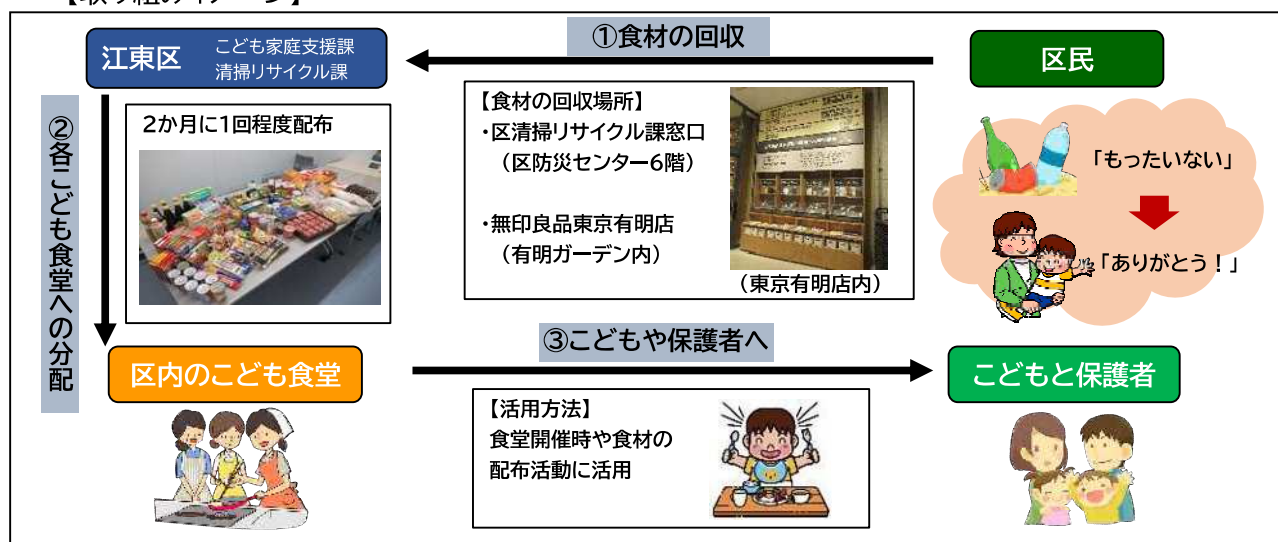 【取り組みイメージ】
①食材の回収
江東区
こども家庭支援課
清掃リサイクル課
区民
2か月に1回程度配布
【食材の回収場所】
・区清掃リサイクル課窓口
（区防災センター6階）
・無印良品東京有明店
（有明ガーデン内）
（東京有明店内）
「もったいない」
「ありがとう！」
②各こども食堂への分配
区内のこども食堂
③こどもや保護者へ
こどもと保護者
【活用方法】
食堂開催時や食材の
配布活動に活用